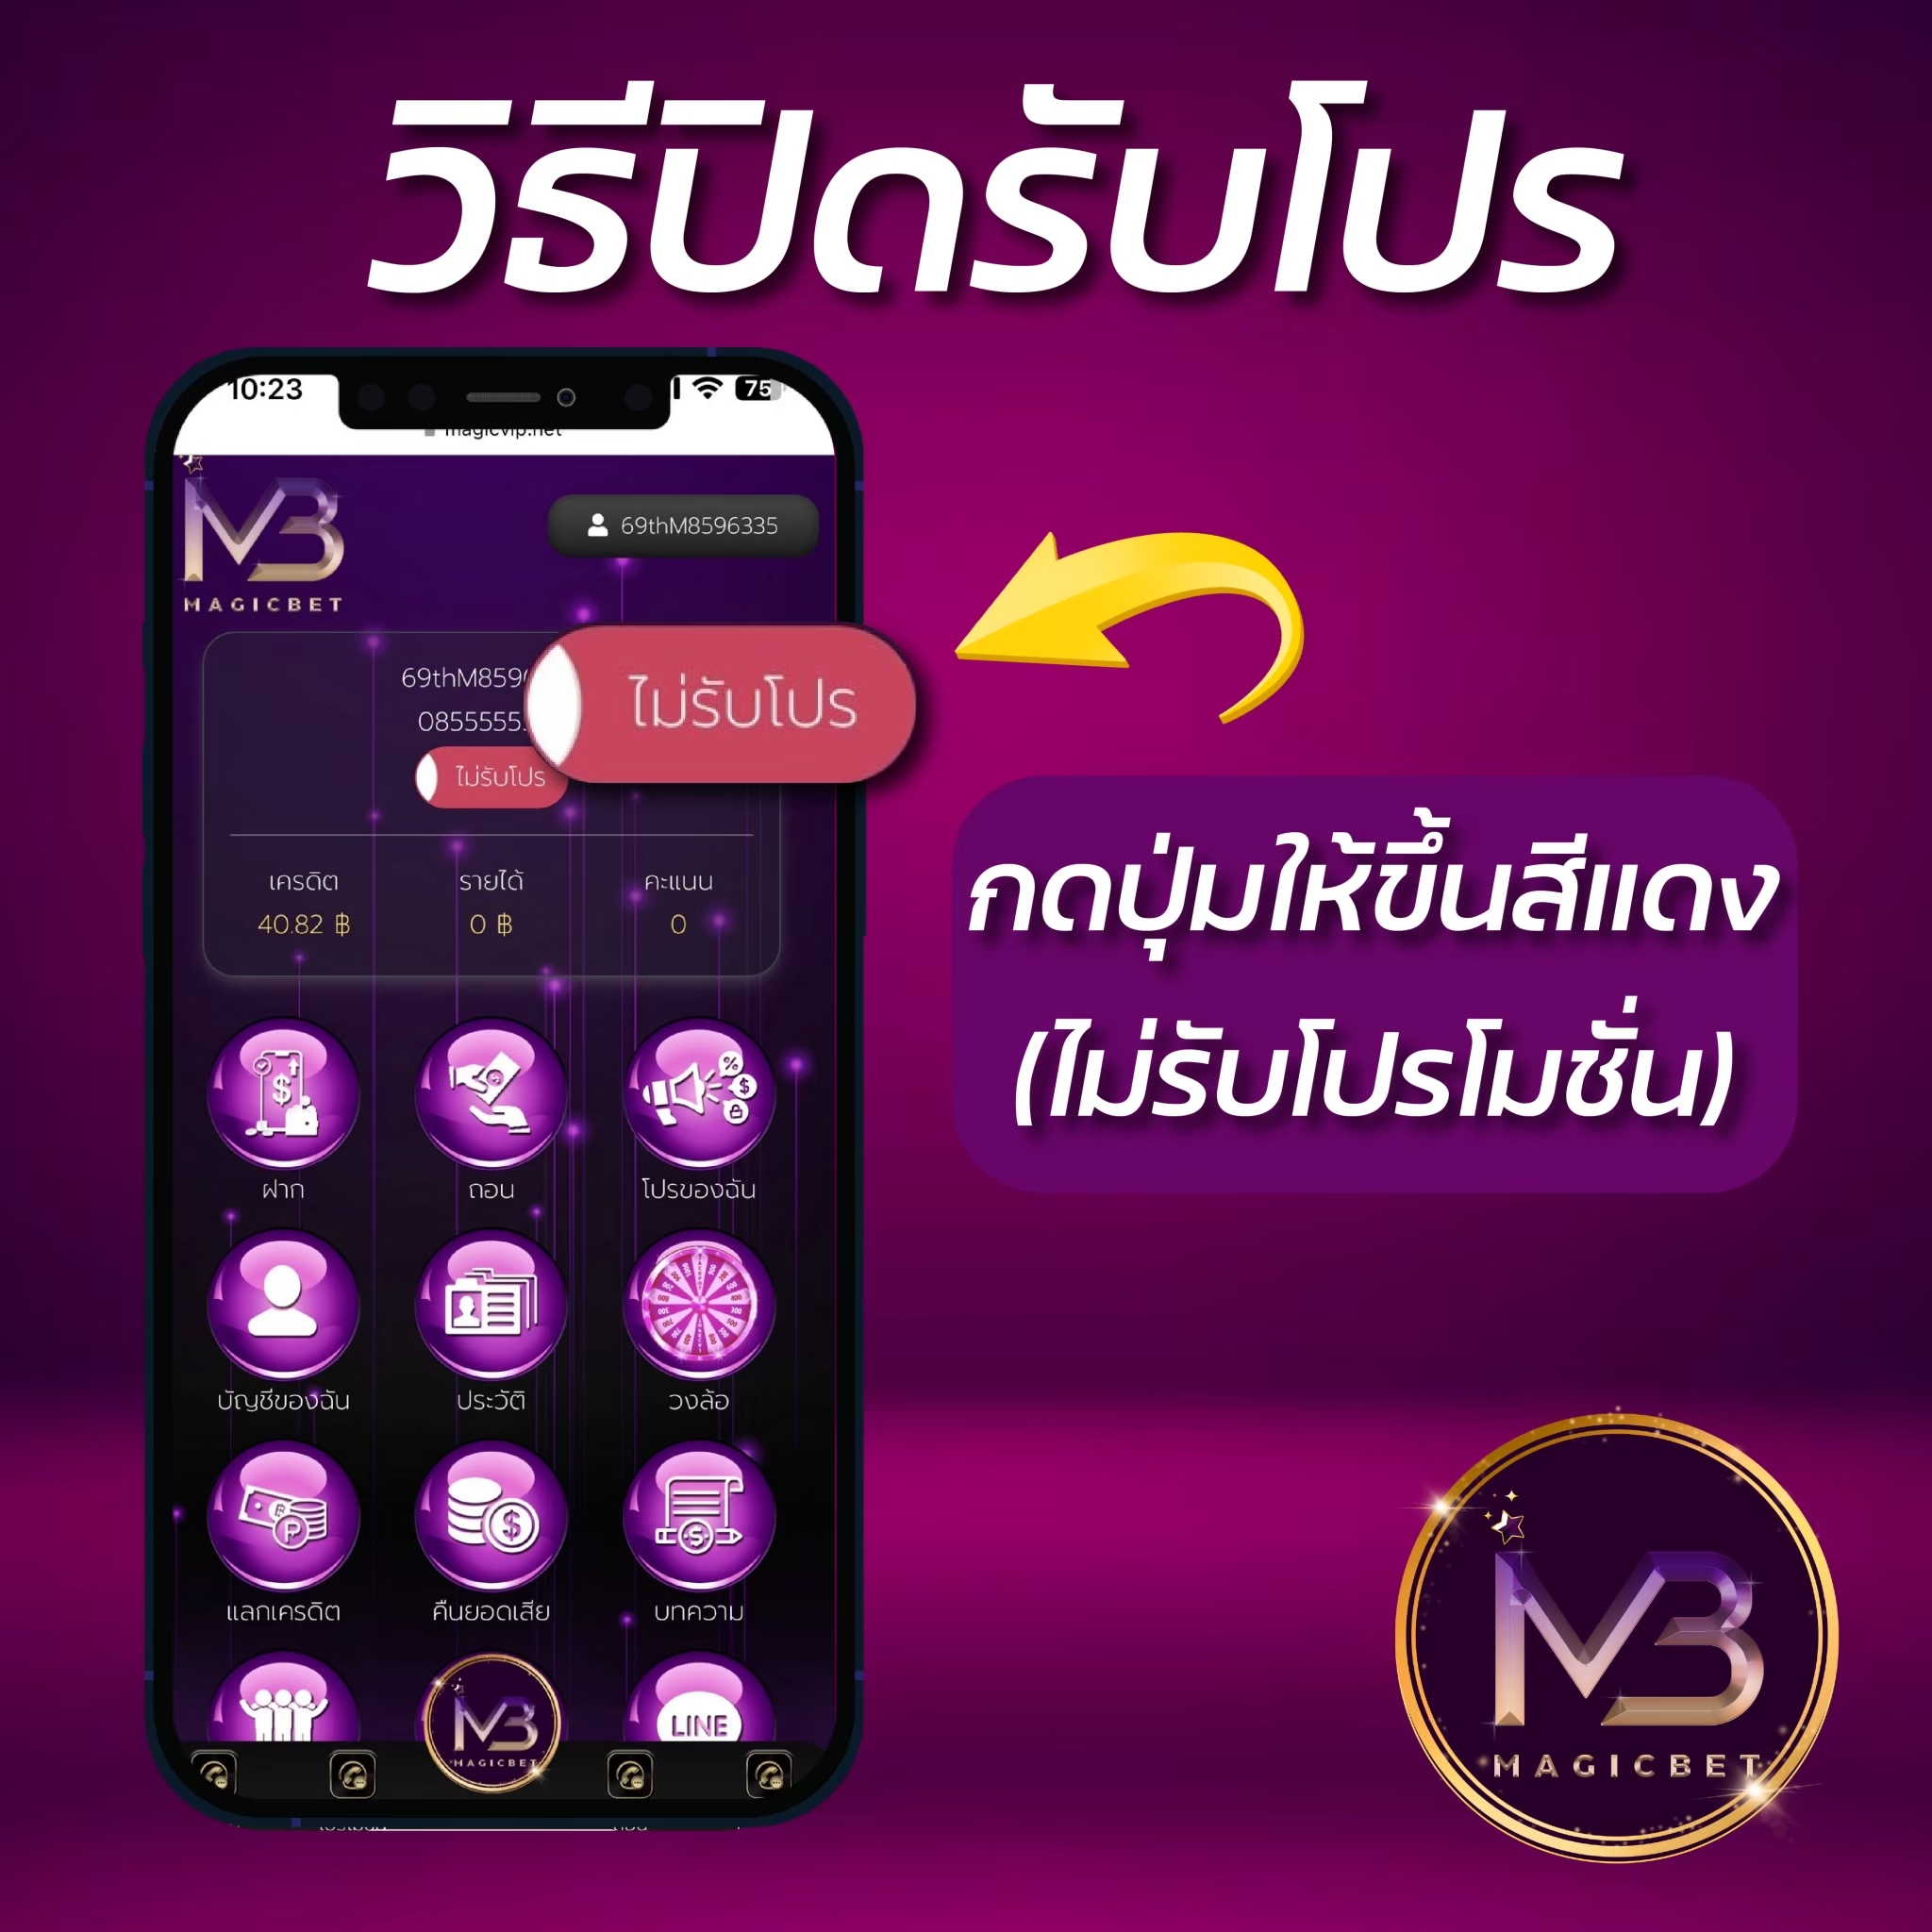 วิธีปิดรับโปร
10:23
75
magicvip.net
69thM8596335
MAGICBET
69thM859
0855555
ไม่รับโปร
ไม่รับโปร
กดปุ่มให้ขึ้นสีแดง
(ไม่รับโปรโมชั่น)
เครดิต รายได้ คะแนน
40.82 ฿ 0 ฿ 0
ฝาก ถอน โปรของฉัน
บัญชีของฉัน ประวัติ วงล้อ
แลกเครดิต คืนยอดเสีย บทความ
LINE
MAGICBET
MAGICBET